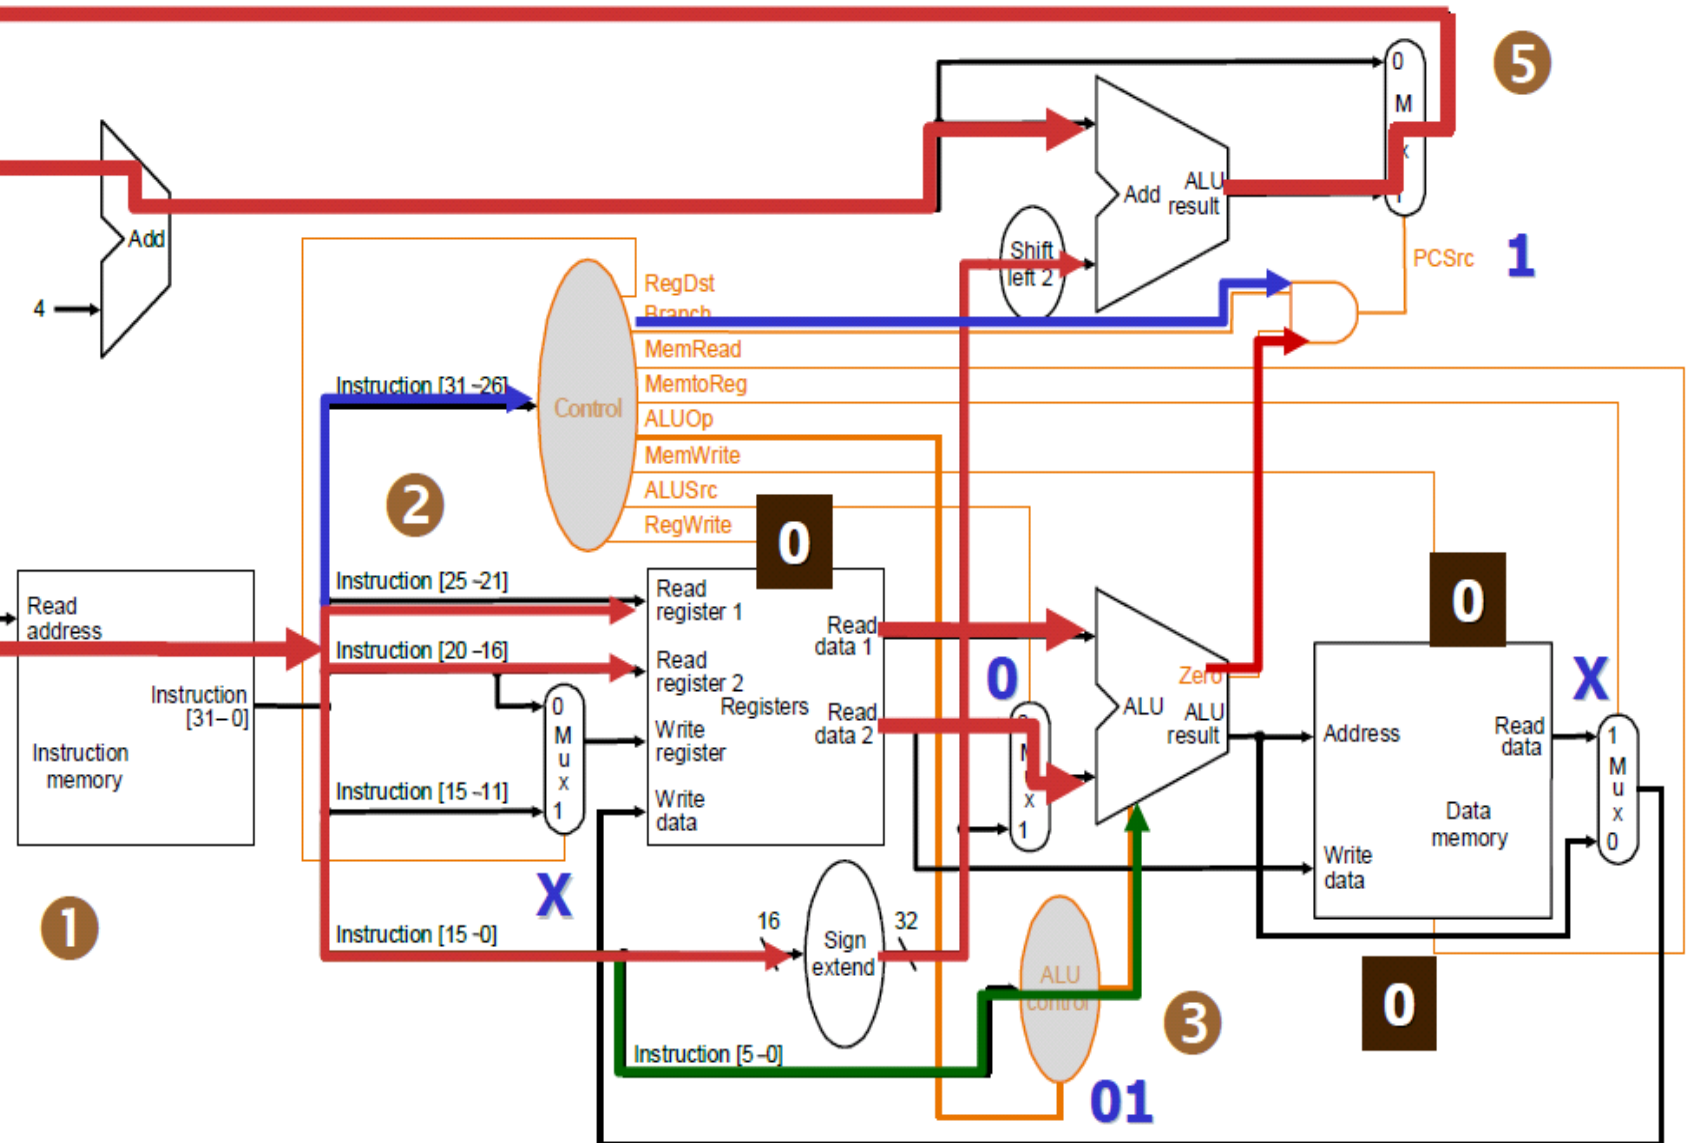 5
0
M
x
Add
ALU
result
Add
Shift
left 2
PCSrc
1
4
RegDst
Branch
MemRead
MemtoReg
ALUOp
MemWrite
ALUSrc
RegWrite
Instruction [31–26]
Control
2
0
0
Instruction [25–21]
Read
address
Read
register 1
Read
data 1
Instruction [20–16]
Read
register 2
Registers
Zero
0
X
Instruction
[31–0]
0
M
u
x
1
Write
register
Read
data 2
ALU
ALU
result
Address
Read
data
1
M
u
x
0
Instruction
memory
M
x
1
Instruction [15–11]
Write
data
Data
memory
Write
data
X
1
Instruction [15–0]
16
Sign
extend
32
ALU
control
3
0
Instruction [5–0]
01